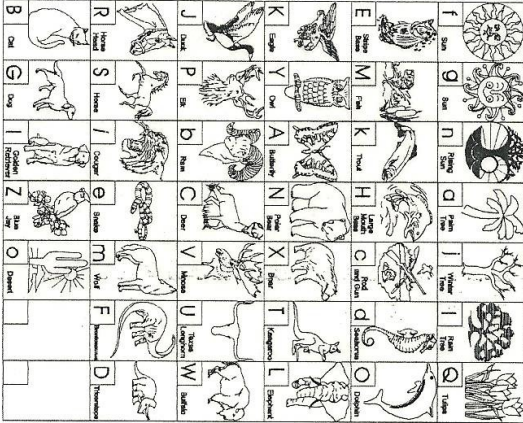 f Sun
g Sun
n Rising Sun
a Palm Tree
j Winter Tree
l Rain Tree
Q Tulips
E Stripe Bass
M Fish
k Trout
H Large Mouth Bass
c Rod and Gun
d Seahorse
O Dolphin
K Eagle
Y Owl
A Butterfly
N Polar Bear
X Bear
T Kangaroo
L Elephant
J Duck
P Elk
b Ram
C Deer
V Moose
U Texas Longhorn
W Buffalo
R Horse Head
S Horse
i Cougar
e Snake
m Wolf
F
D
B Cat
G Dog
I Golden Retriever
Z Blue Jay
o Desert